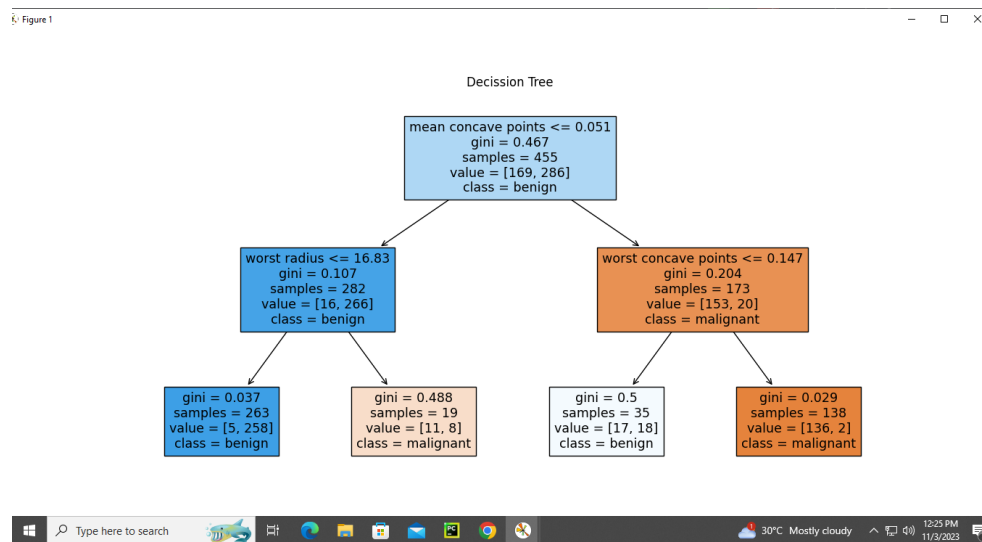 Figure 1
Decission Tree
mean concave points <= 0.051
gini = 0.467
samples = 455
value = [169, 286]
class = benign
worst radius <= 16.83
gini = 0.107
samples = 282
value = [16, 266]
class = benign
worst concave points <= 0.147
gini = 0.204
samples = 173
value = [153, 20]
class = malignant
gini = 0.037
samples = 263
value = [5, 258]
class = benign
gini = 0.488
samples = 19
value = [11, 8]
class = malignant
gini = 0.5
samples = 35
value = [17, 18]
class = benign
gini = 0.029
samples = 138
value = [136, 2]
class = malignant
Type here to search
PC
30°C Mostly cloudy
12:25 PM
11/3/2023